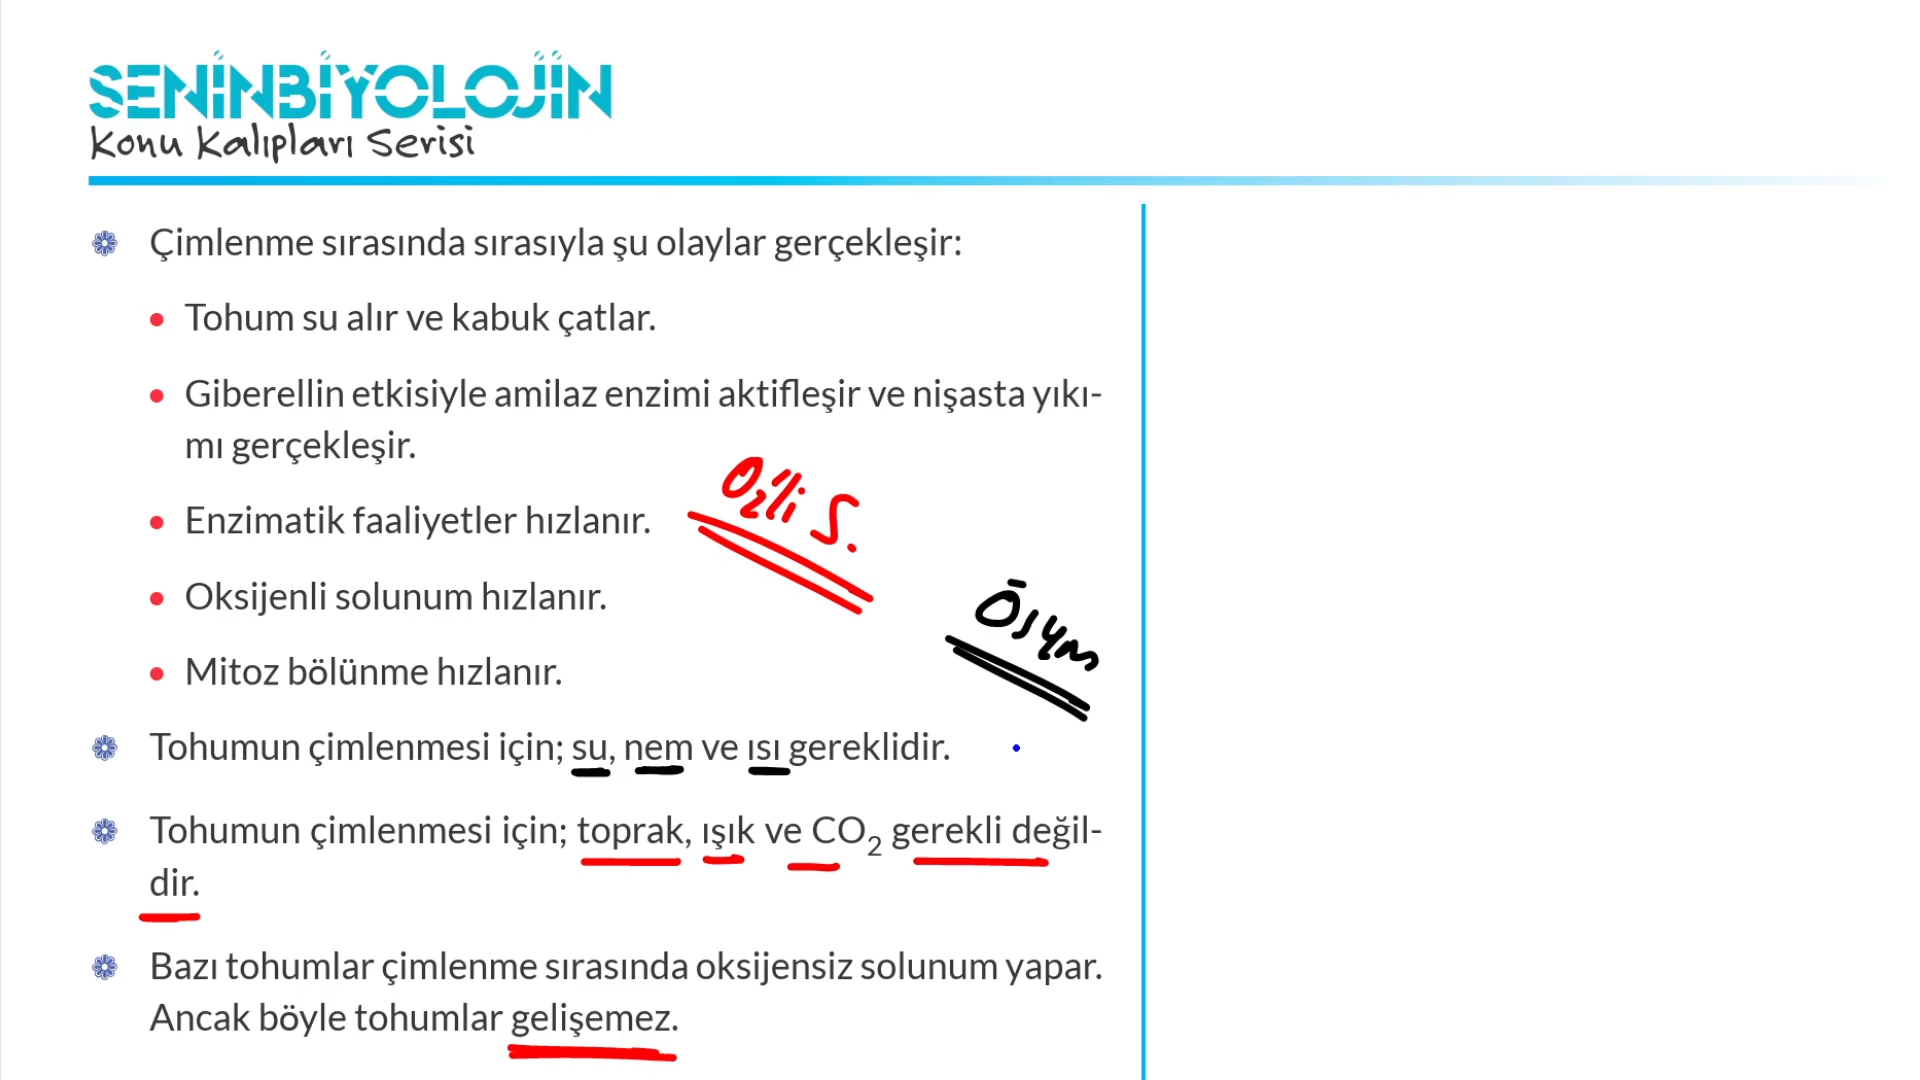 SENİNBİYOLOJİN
Konu Kalıpları Serisi
Çimlenme sırasında sırasıyla şu olaylar gerçekleşir:
• Tohum su alır ve kabuk çatlar.
• Giberellin etkisiyle amilaz enzimi aktifleşir ve nişasta yıkı-
mı gerçekleşir.
O₂'li S.
• Enzimatik faaliyetler hızlanır.
• Oksijenli solunum hızlanır.
Ösym
• Mitoz bölünme hızlanır.
Tohumun çimlenmesi için; su, nem ve ısı gereklidir.
Tohumun çimlenmesi için; toprak, ışık ve CO₂ gerekli değil-
dir.
Bazı tohumlar çimlenme sırasında oksijensiz solunum yapar.
Ancak böyle tohumlar gelişemez.